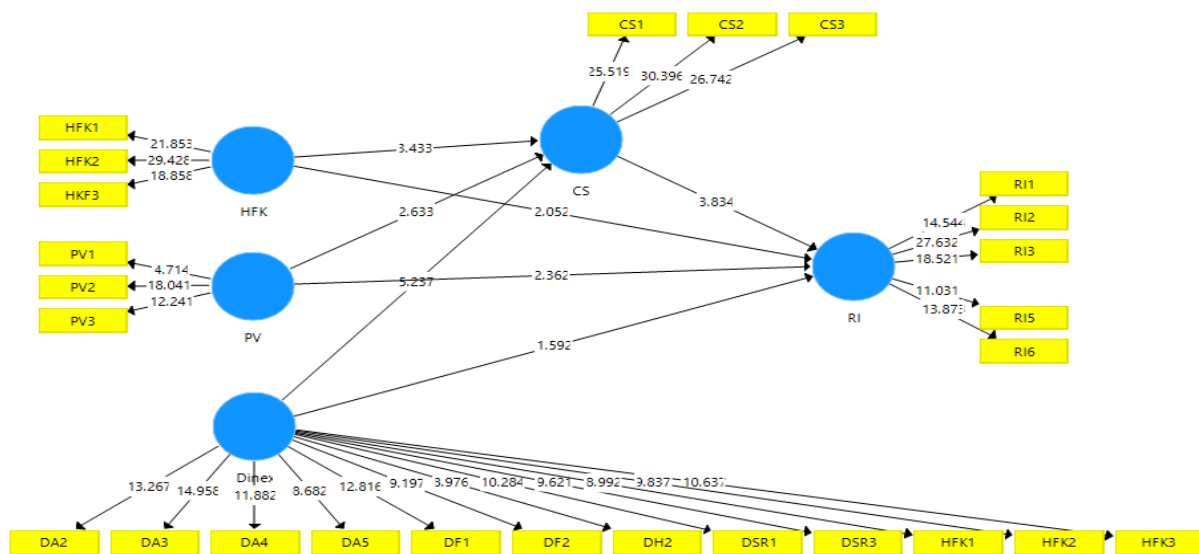 CS1
CS2
CS3
25.519
30.396
26.742
HFK1
HFK2
HKF3
21.853
29.428
18.858
HFK
3.433
CS
2.633
2.052
3.834
RI1
RI2
RI3
RI5
RI6
14.544
27.632
18.521
11.031
13.873
RI
PV1
PV2
PV3
4.714
18.041
12.241
PV
5.237
2.362
1.592
Dinex
13.267
14.958
11.882
8.682
12.816
9.197
10.284
9.621
8.992
9.837
10.637
DA2
DA3
DA4
DA5
DF1
DF2
DH2
DSR1
DSR3
HFK1
HFK2
HFK3